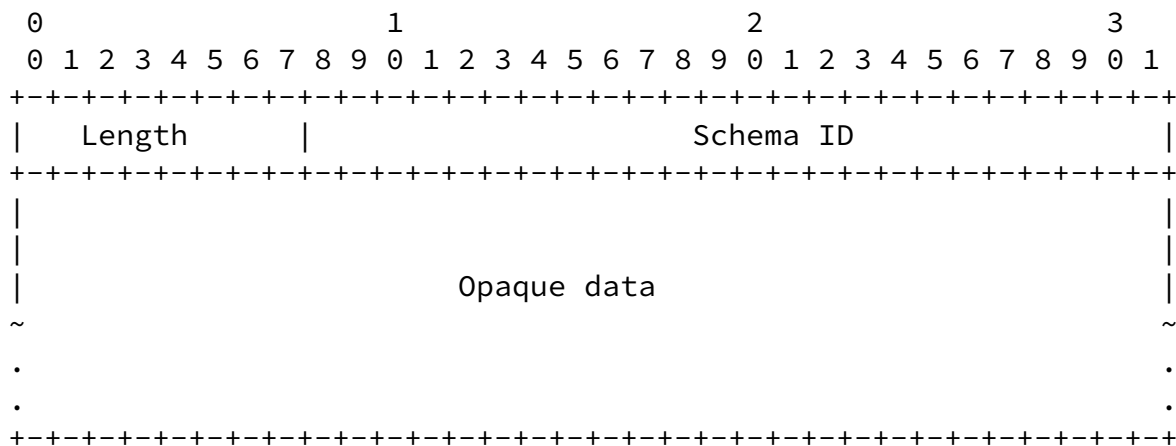 0                   1                   2                   3
 0 1 2 3 4 5 6 7 8 9 0 1 2 3 4 5 6 7 8 9 0 1 2 3 4 5 6 7 8 9 0 1
+-+-+-+-+-+-+-+-+-+-+-+-+-+-+-+-+-+-+-+-+-+-+-+-+-+-+-+-+-+-+-+-+
|   Length      |                     Schema ID                 |
+-+-+-+-+-+-+-+-+-+-+-+-+-+-+-+-+-+-+-+-+-+-+-+-+-+-+-+-+-+-+-+-+
|                                                               |
|                                                               |
|                        Opaque data                            |
~                                                               ~
.                                                               .
.                                                               .
+-+-+-+-+-+-+-+-+-+-+-+-+-+-+-+-+-+-+-+-+-+-+-+-+-+-+-+-+-+-+-+-+